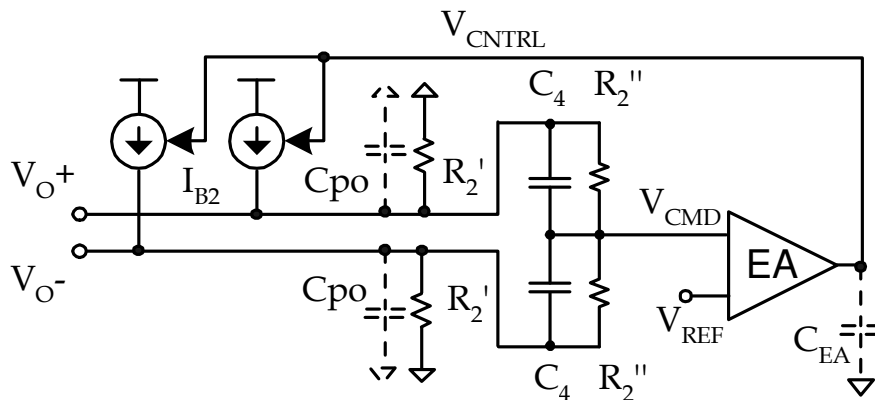 V_CNTRL
C_4 R_2''
V_O+
I_B2
Cpo
R_2'
V_CMD
V_O-
Cpo
R_2'
EA
V_REF
C_EA
C_4 R_2''